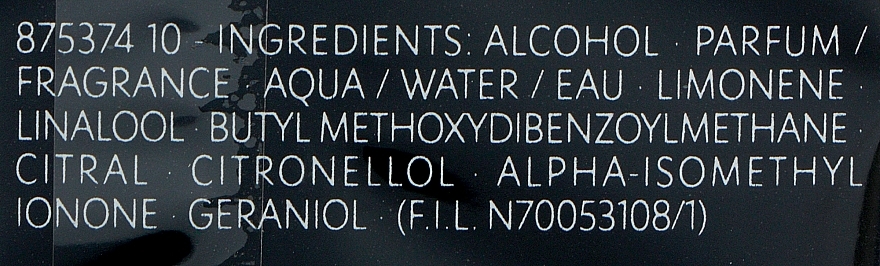 875374 10 - INGREDIENTS: ALCOHOL · PARFUM /
FRAGRANCE · AQUA / WATER / EAU · LIMONENE ·
LINALOOL · BUTYL METHOXYDIBENZOYLMETHANE ·
CITRAL · CITRONELLOL · ALPHA-ISOMETHYL
IONONE · GERANIOL · (F.I.L. N70053108/1)